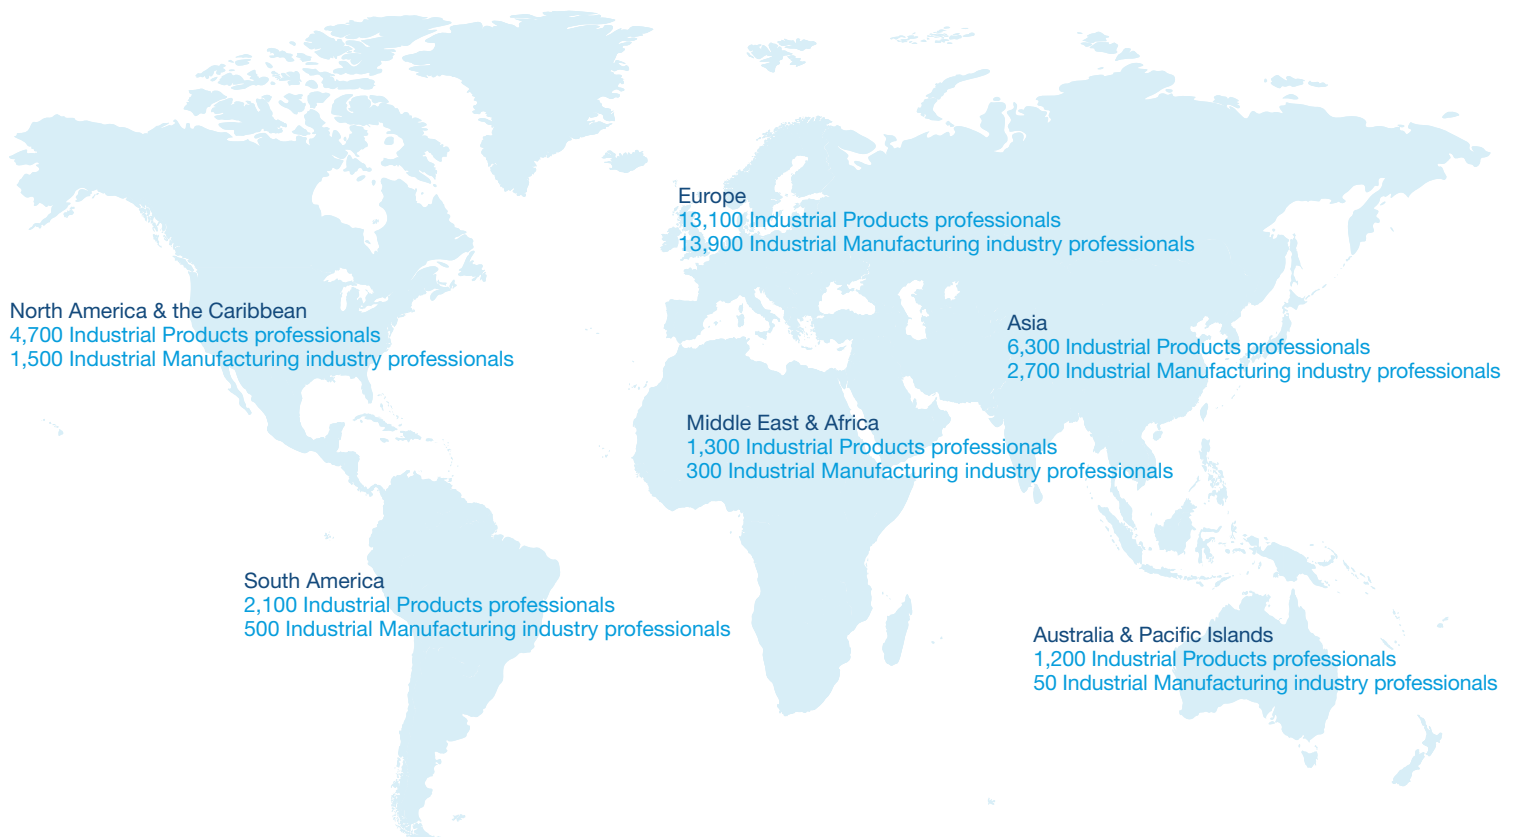 Europe
13,100 Industrial Products professionals
13,900 Industrial Manufacturing industry professionals
North America & the Caribbean
4,700 Industrial Products professionals
1,500 Industrial Manufacturing industry professionals
Asia
6,300 Industrial Products professionals
2,700 Industrial Manufacturing industry professionals
Middle East & Africa
1,300 Industrial Products professionals
300 Industrial Manufacturing industry professionals
South America
2,100 Industrial Products professionals
500 Industrial Manufacturing industry professionals
Australia & Pacific Islands
1,200 Industrial Products professionals
50 Industrial Manufacturing industry professionals